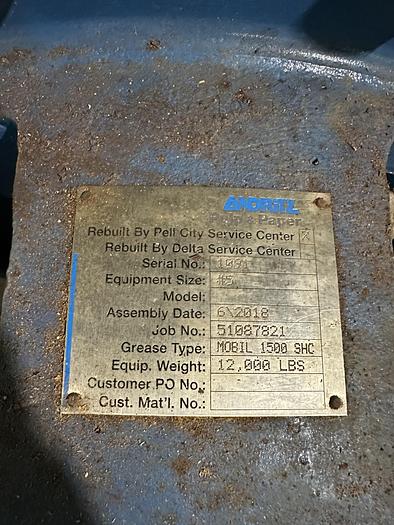 ANDRITZ
Paper
Rebuilt By Pell City Service Center X
Rebuilt By Delta Service Center
Serial No.:
Equipment Size: #5
Model:
Assembly Date: 6\2018
Job No.: 51087821
Grease Type: MOBIL 1500 SHC
Equip. Weight: 12,000 LBS
Customer PO No.:
Cust. Mat'l. No.: